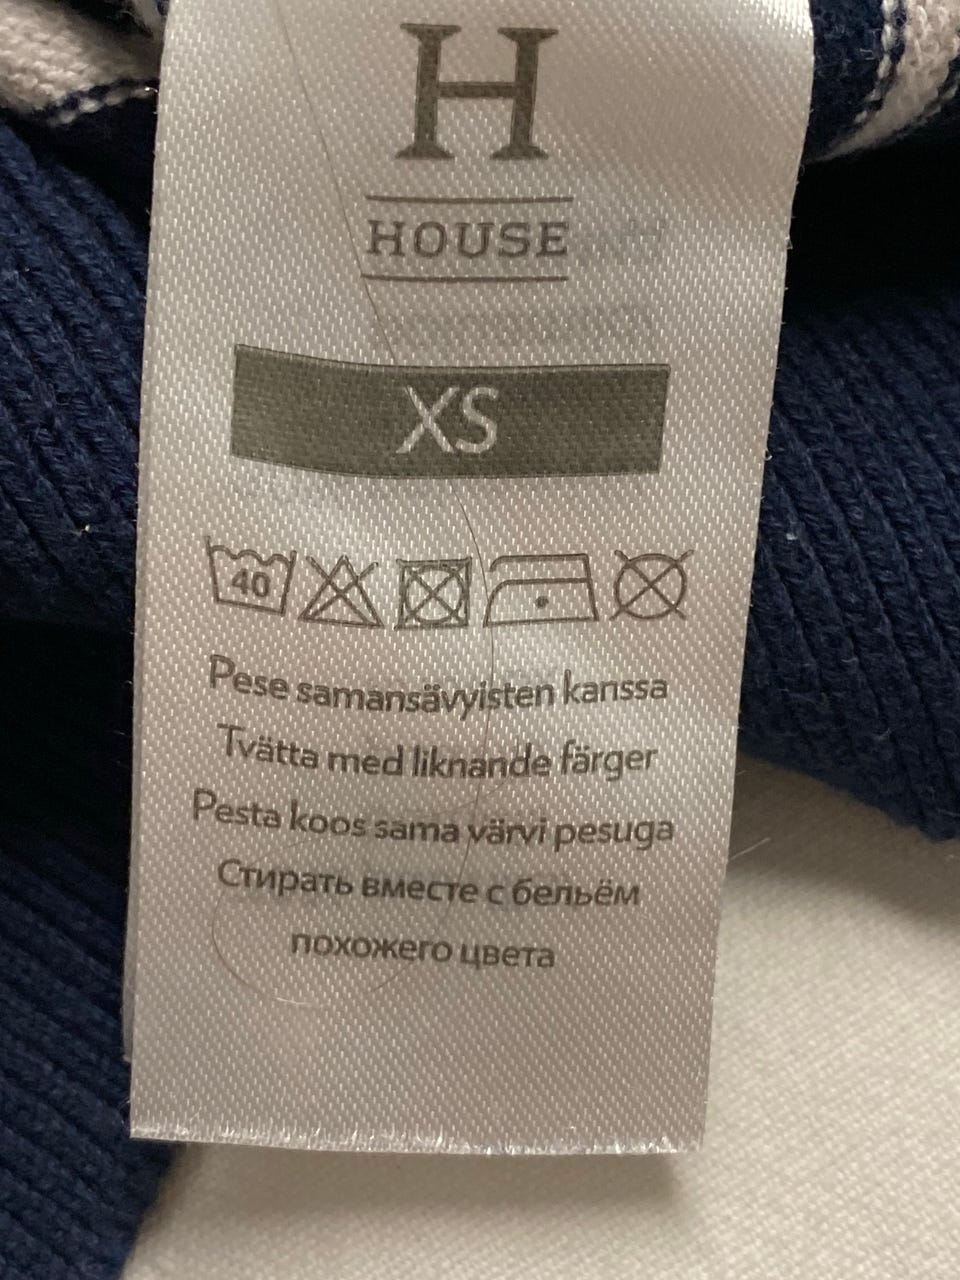 H
HOUSE
XS
40
Pese samansävyisten kanssa
Tvätta med liknande färger
Pesta koos sama värvi pesuga
Стирать вместе с бельём
похожего цвета